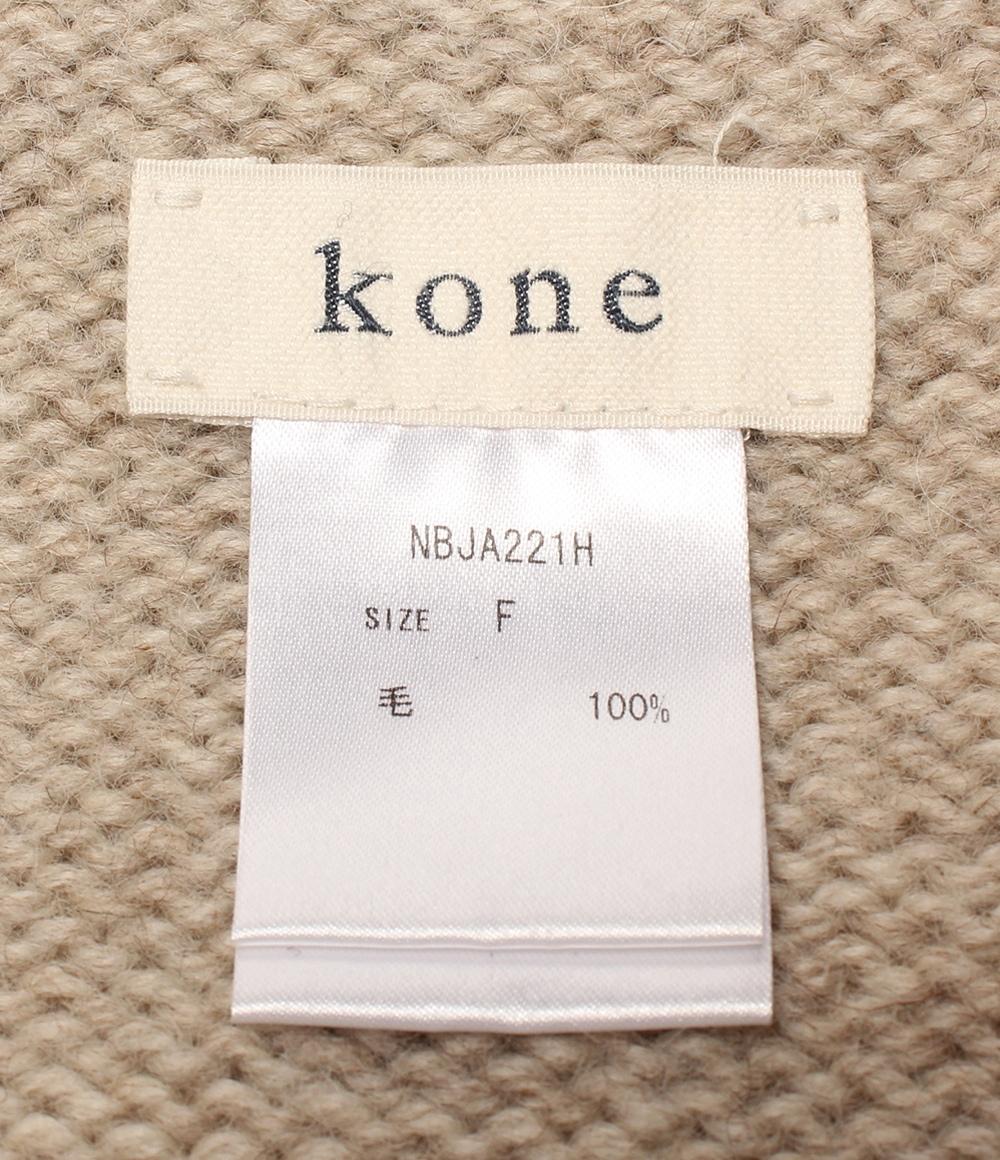 kone
NBJA221H
SIZE F
毛 100%